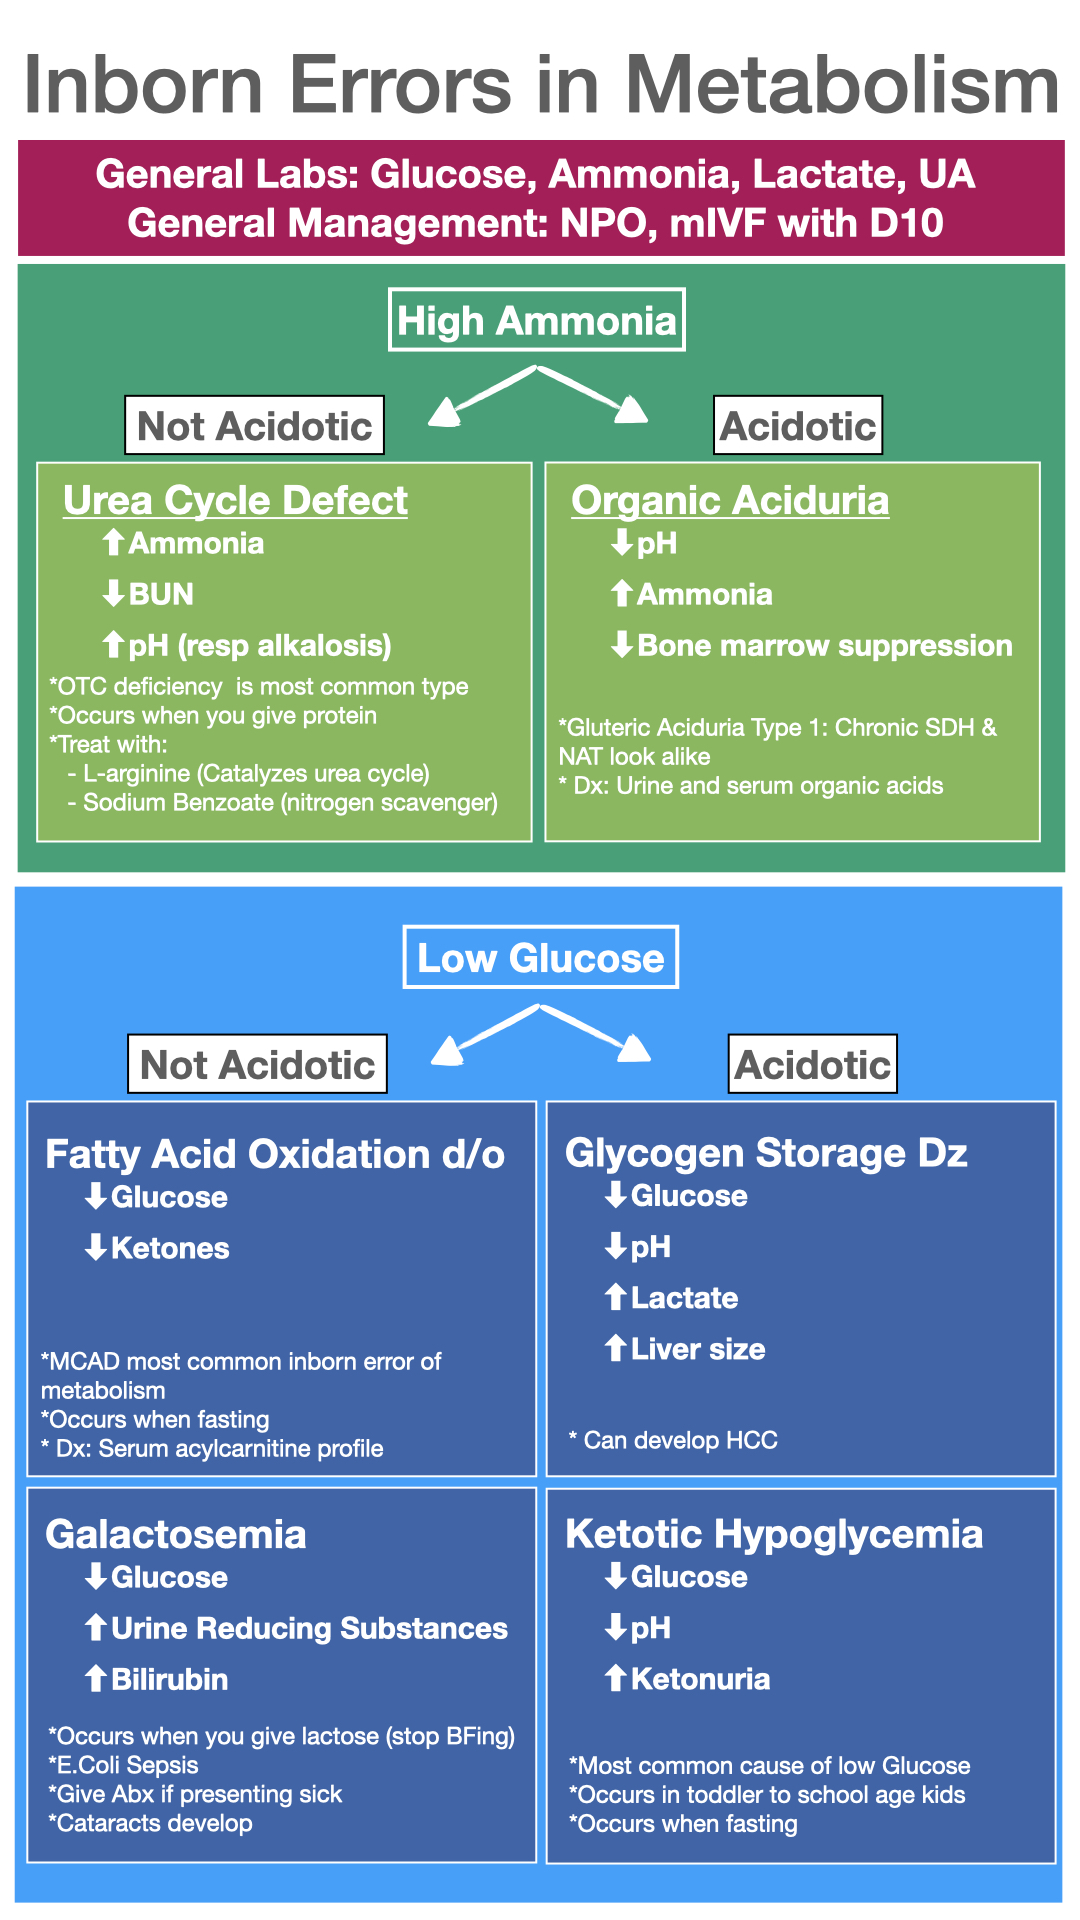 Inborn Errors in Metabolism
General Labs: Glucose, Ammonia, Lactate, UA
General Management: NPO, mIVF with D10
High Ammonia
Not Acidotic
Acidotic
Urea Cycle Defect
⬆Ammonia
⬇BUN
⬆pH (resp alkalosis)
*OTC deficiency  is most common type
*Occurs when you give protein
*Treat with:
- L-arginine (Catalyzes urea cycle)
- Sodium Benzoate (nitrogen scavenger)
Organic Aciduria
⬇pH
⬆Ammonia
⬇Bone marrow suppression
*Gluteric Aciduria Type 1: Chronic SDH &
NAT look alike
* Dx: Urine and serum organic acids
Low Glucose
Not Acidotic
Acidotic
Fatty Acid Oxidation d/o
⬇Glucose
⬇Ketones
*MCAD most common inborn error of
metabolism
*Occurs when fasting
* Dx: Serum acylcarnitine profile
Glycogen Storage Dz
⬇Glucose
⬇pH
⬆Lactate
⬆Liver size
* Can develop HCC
Galactosemia
⬇Glucose
⬆Urine Reducing Substances
⬆Bilirubin
*Occurs when you give lactose (stop BFing)
*E.Coli Sepsis
*Give Abx if presenting sick
*Cataracts develop
Ketotic Hypoglycemia
⬇Glucose
⬇pH
⬆Ketonuria
*Most common cause of low Glucose
*Occurs in toddler to school age kids
*Occurs when fasting